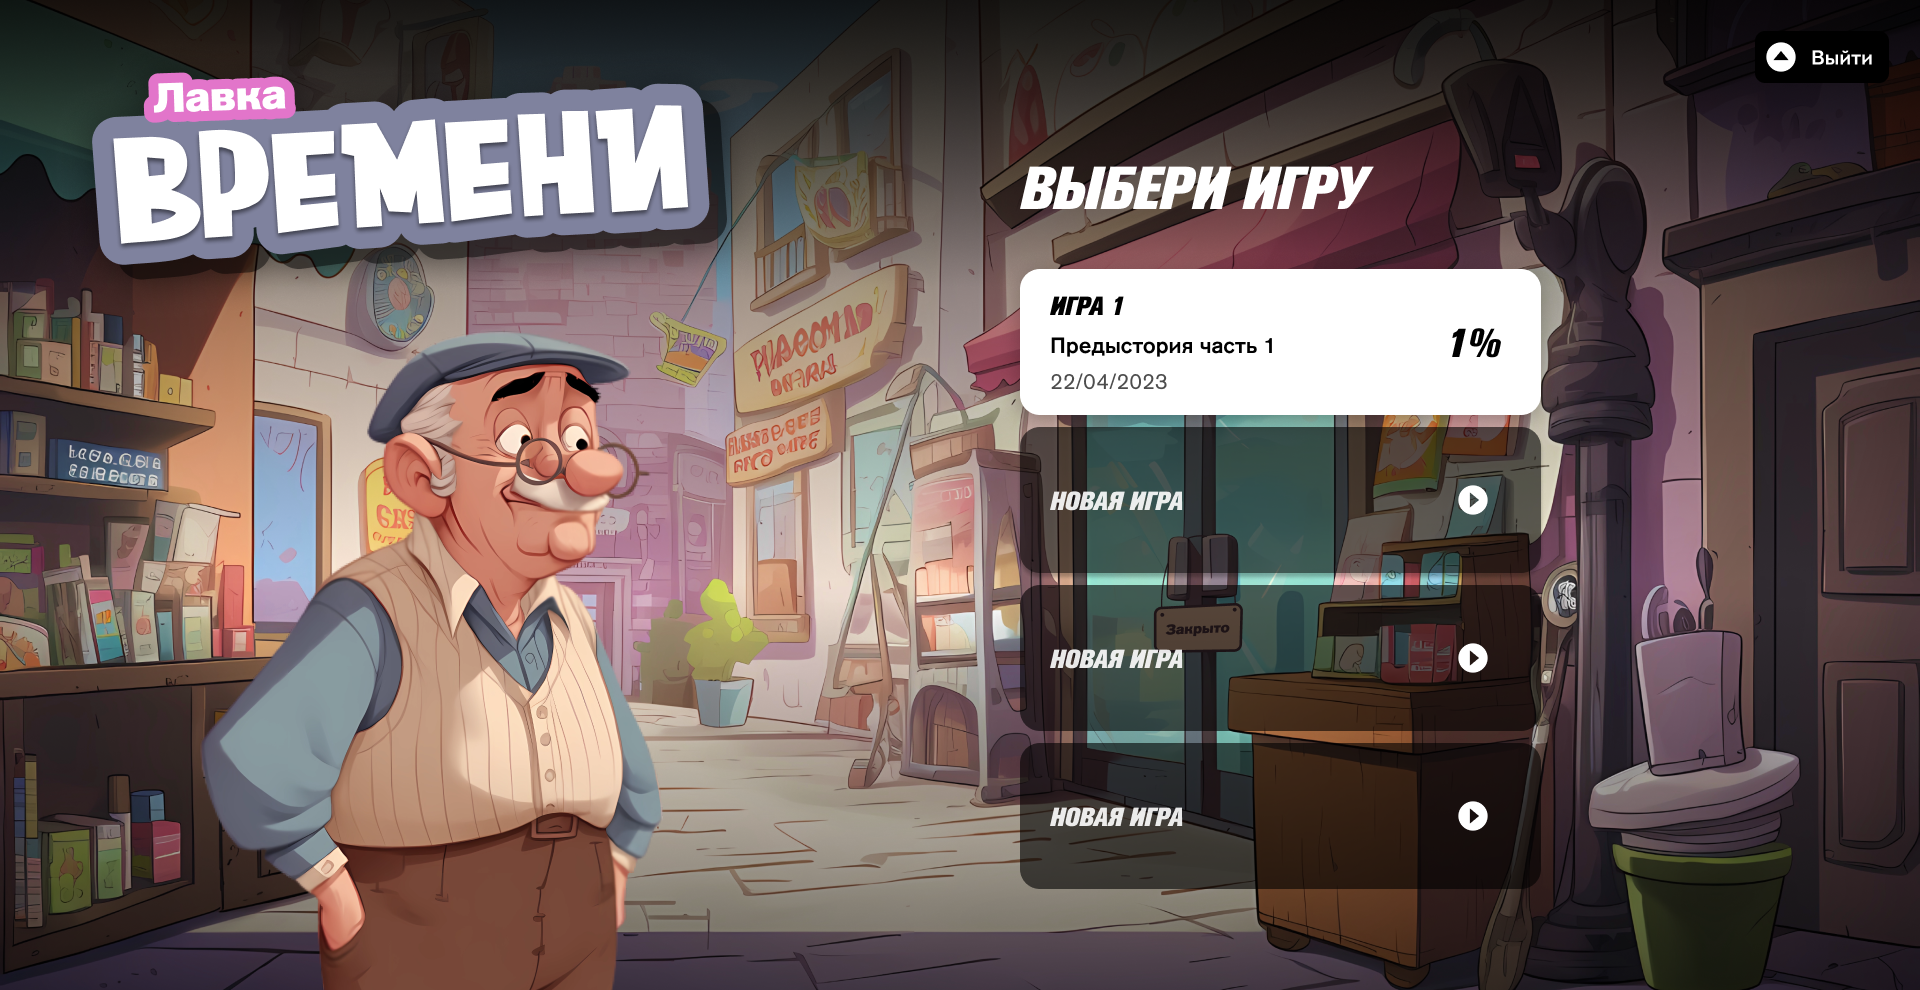 Лавка
ВРЕМЕНИ
Выйти
ВЫБЕРИ ИГРУ
ИГРА 1
Предыстория часть 1
22/04/2023
1%
НОВАЯ ИГРА
Закрыто
НОВАЯ ИГРА
НОВАЯ ИГРА